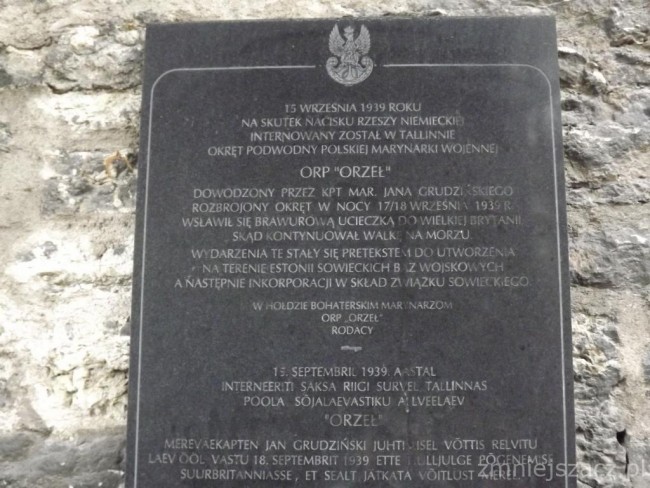 15 WRZEŚNIA 1939 ROKU
NA SKUTEK NACISKU RZESZY NIEMIECKIEJ
INTERNOWANY ZOSTAŁ W TALLINNIE
OKRĘT PODWODNY POLSKIEJ MARYNARKI WOJENNEJ
ORP "ORZEŁ"
DOWODZONY PRZEZ KPT MAR. JANA GRUDZIŃSKIEGO
ROZBROJONY OKRĘT W NOCY 17/18 WRZEŚNIA 1939 R.
WSŁAWIŁ SIĘ BRAWUROWĄ UCIECZKĄ DO WIELKIEJ BRYTANII
SKĄD KONTYNUOWAŁ WALKĘ NA MORZU.
WYDARZENIA TE STAŁY SIĘ PRETEKSTEM DO UTWORZENIA
NA TERENIE ESTONII SOWIECKICH BAZ WOJSKOWYCH
A NASTĘPNIE INKORPORACJI W SKŁAD ZWIĄZKU SOWIECKIEGO.
W HOŁDZIE BOHATERSKIM MARYNARZOM
ORP „ORZEŁ"
RODACY
15. SEPTEMBRIL 1939. AASTAL
INTERNEERITI SAKSA RIIGI SURVEL TALLINNAS
POOLA SÕJALAEVASTIKU ALLVEELAEV
"ORZEŁ"
MEREVÄEKAPTEN JAN GRUDZIŃSKI JUHTIMISEL VÕTTIS RELVITU
LAEV ÖÖL VASTU 18. SEPTEMBRIT 1939 ETTE HULLJULGE PÕGENEMISE
SUURBRITANNIASSE, ET SEALT JÄTKATA VÕITLUST MEREL.
zmniejszacz.pl